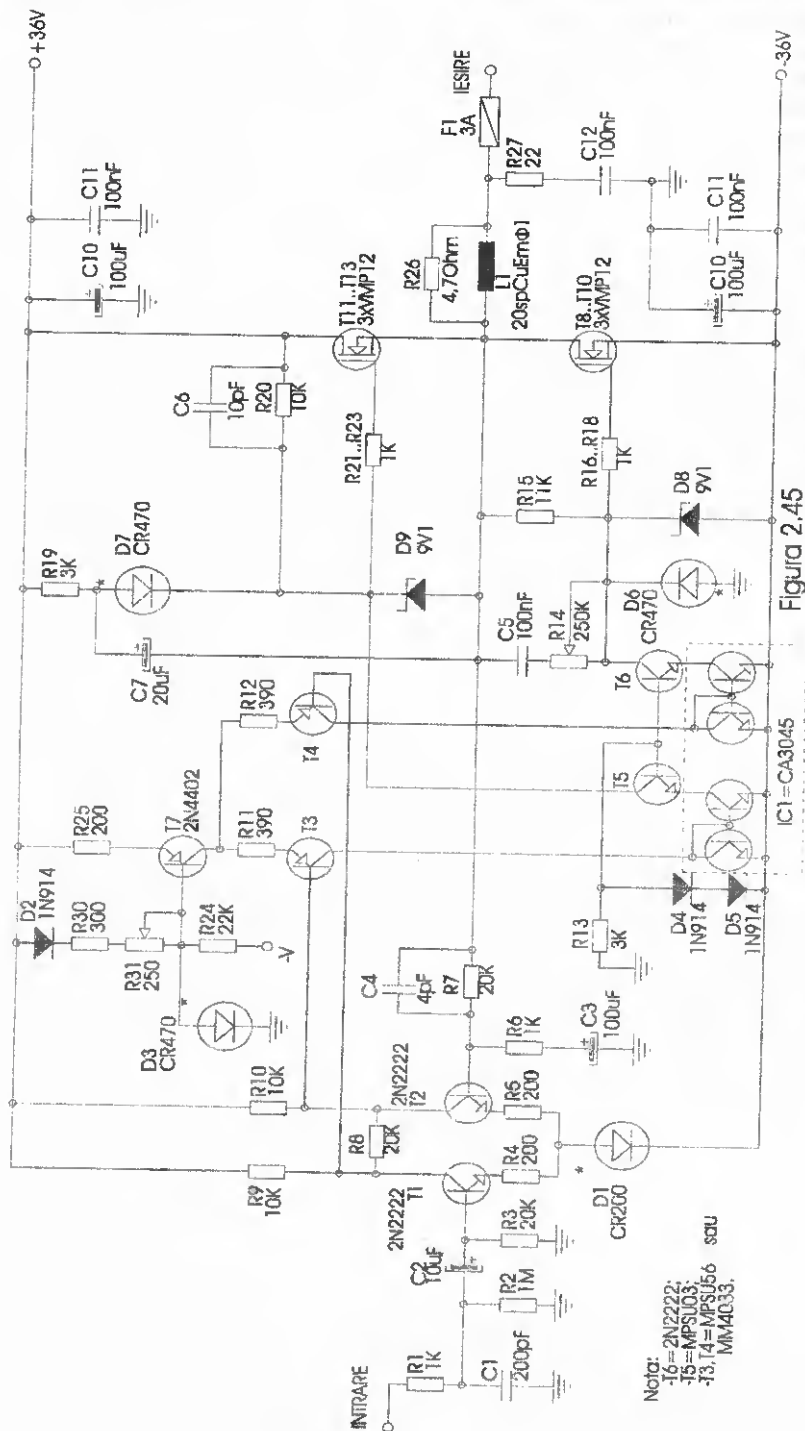 INTRARE
R1
1K
C1
200pF
R2
1M
C2
10uF
R3
20K
2N2222
T1
R4
200
R5
200
D1
CR200
*
R9
10K
R10
10K
R8
20K
2N2222
T2
R6
1K
C3
100uF
C4
4pF
R7
20K
D2
1N914
R30
300
R31
250
R24
22K
-V
D3
CR470
*
R25
200
T7
2N4402
R11
390
T3
R12
390
T4
R13
3K
D4
1N914
D5
1N914
T5
T6
IC1=CA3045
C7
20uF
R19
3K
D7
CR470
*
D9
9V1
C5
100nF
R14
250K
D6
CR470
*
R15
11K
D8
9V1
C6
10pF
R20
10K
R21..R23
1K
R16..R18
1K
T11..T13
3xVMP12
T8..T10
3xVMP12
R26
4,7Ohm
L1
20spCuEmΦ1
C10
100uF
C11
100nF
F1
3A
IESIRE
R27
22
C12
100nF
C10
100uF
C11
100nF
+36V
-36V
Nota:
-T6=2N2222;
-T5=MPSU03;
-T3,T4=MPSU56 sau
MM4033.
Figura 2.45